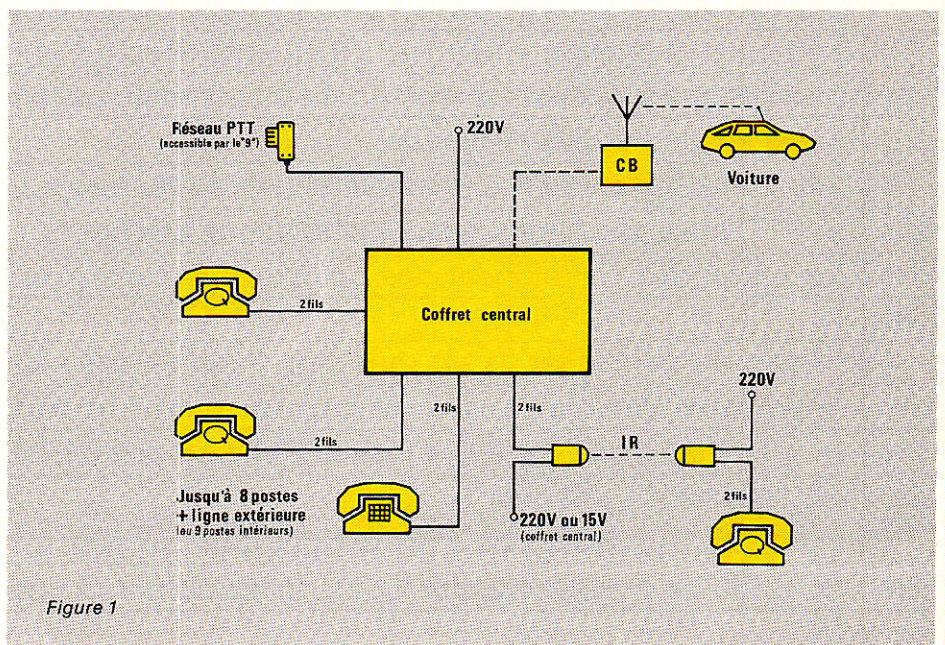 Réseau PTT
(accessible par le "9")
220V
CB
Voiture
2 fils
Coffret central
2 fils
2 fils
2 fils
220V
IR
2 fils
Jusqu'à 8 postes
+ ligne extérieure
(ou 9 postes intérieurs)
220V ou 15V
(coffret central)
Figure 1